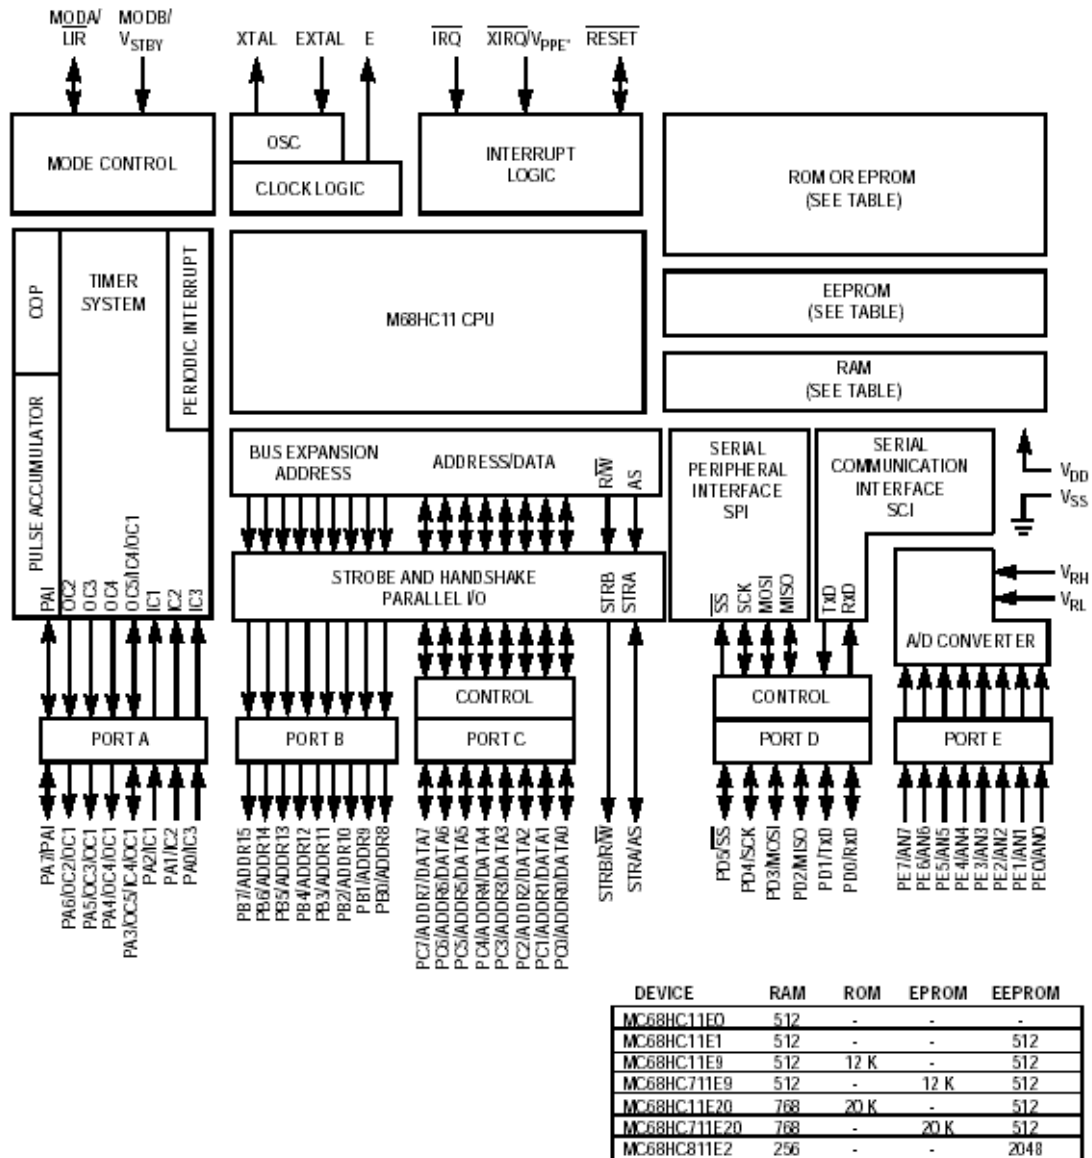 MODA/
LIR
MODB/
VSTBY
XTAL
EXTAL
E
IRQ
XIRQ/VPPE*
RESET
MODE CONTROL
OSC
CLOCK LOGIC
INTERRUPT
LOGIC
ROM OR EPROM
(SEE TABLE)
COP
TIMER
SYSTEM
PERIODIC INTERRUPT
PULSE ACCUMULATOR
M68HC11 CPU
EEPROM
(SEE TABLE)
RAM
(SEE TABLE)
BUS EXPANSION
ADDRESS
ADDRESS/DATA
R/W
AS
SERIAL
PERIPHERAL
INTERFACE
SPI
SERIAL
COMMUNICATION
INTERFACE
SCI
VDD
VSS
VRH
VRL
PAI
OC2
OC3
OC4
OC5/IC4/OC1
IC1
IC2
IC3
STROBE AND HANDSHAKE
PARALLEL I/O
STRB
STRA
SS
SCK
MOSI
MISO
TxD
RxD
A/D CONVERTER
CONTROL
CONTROL
PORT A
PORT B
PORT C
PORT D
PORT E
PA7/PAI
PA6/OC2/OC1
PA5/OC3/OC1
PA4/OC4/OC1
PA3/OC5/IC4/OC1
PA2/IC1
PA1/IC2
PA0/IC3
PB7/ADDR15
PB6/ADDR14
PB5/ADDR13
PB4/ADDR12
PB3/ADDR11
PB2/ADDR10
PB1/ADDR9
PB0/ADDR8
PC7/ADDR7/DATA7
PC6/ADDR6/DATA6
PC5/ADDR5/DATA5
PC4/ADDR4/DATA4
PC3/ADDR3/DATA3
PC2/ADDR2/DATA2
PC1/ADDR1/DATA1
PC0/ADDR0/DATA0
STRB/R/W
STRA/AS
PD5/SS
PD4/SCK
PD3/MOSI
PD2/MISO
PD1/TxD
PD0/RxD
PE7/AN7
PE6/AN6
PE5/AN5
PE4/AN4
PE3/AN3
PE2/AN2
PE1/AN1
PE0/AN0
DEVICE RAM ROM EPROM EEPROM
MC68HC11E0 512 - - -
MC68HC11E1 512 - - 512
MC68HC11E9 512 12 K - 512
MC68HC711E9 512 - 12 K 512
MC68HC11E20 768 20 K - 512
MC68HC711E20 768 - 20 K 512
MC68HC811E2 256 - - 2048